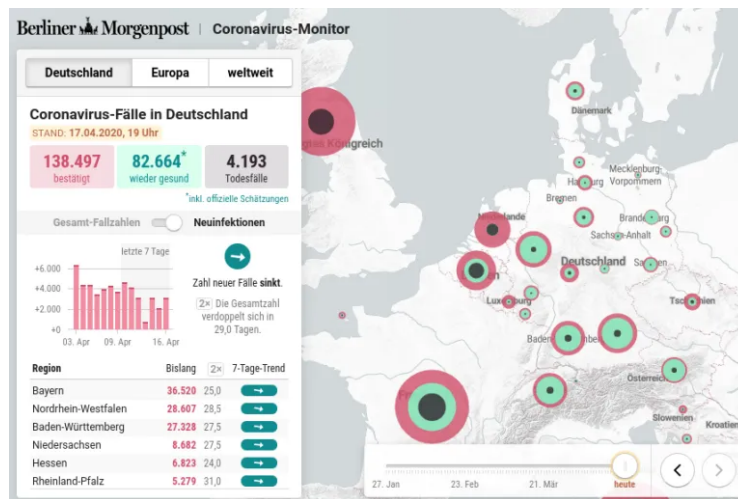 Berliner Morgenpost | Coronavirus-Monitor
Deutschland Europa weltweit
Coronavirus-Fälle in Deutschland
STAND: 17.04.2020, 19 Uhr
138.497 82.664* 4.193
bestätigt wieder gesund Todesfälle
*inkl. offizielle Schätzungen
Gesamt-Fallzahlen Neuinfektionen
letzte 7 Tage
+6.000
+4.000
+2.000
+0
03. Apr 09. Apr 16. Apr
Zahl neuer Fälle sinkt.
2× Die Gesamtzahl
verdoppelt sich in
29,0 Tagen.
Region Bislang 2× 7-Tage-Trend
Bayern 36.520 25,0
Nordrhein-Westfalen 28.607 28,5
Baden-Württemberg 27.328 27,5
Niedersachsen 8.682 27,5
Hessen 6.823 24,0
Rheinland-Pfalz 5.279 31,0
Königreich
Dänemark
Mecklenburg-
Vorpommern
Bremen
Deutschland
Österreich
Slowenien
Kroatien
27. Jan 23. Feb 21. Mär heute